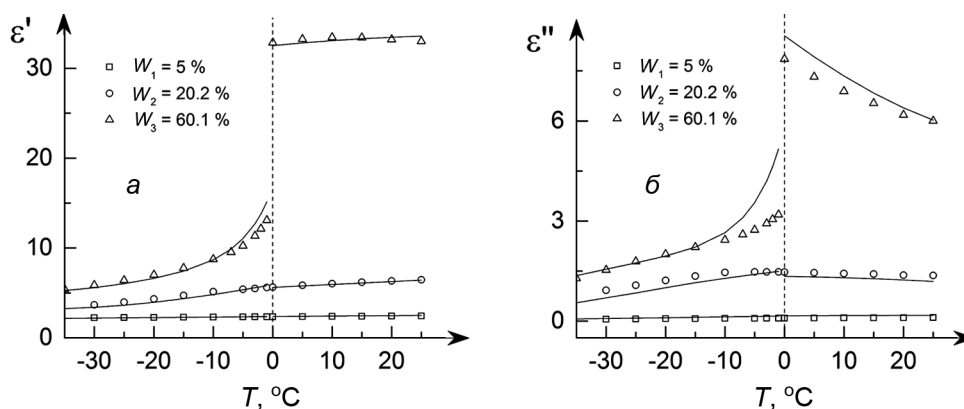 ε'
30
20
10
0
W₁ = 5 %
W₂ = 20.2 %
W₃ = 60.1 %
а
-30 -20 -10 0 10 20
T, °C
ε"
6
3
0
W₁ = 5 %
W₂ = 20.2 %
W₃ = 60.1 %
б
-30 -20 -10 0 10 20
T, °C